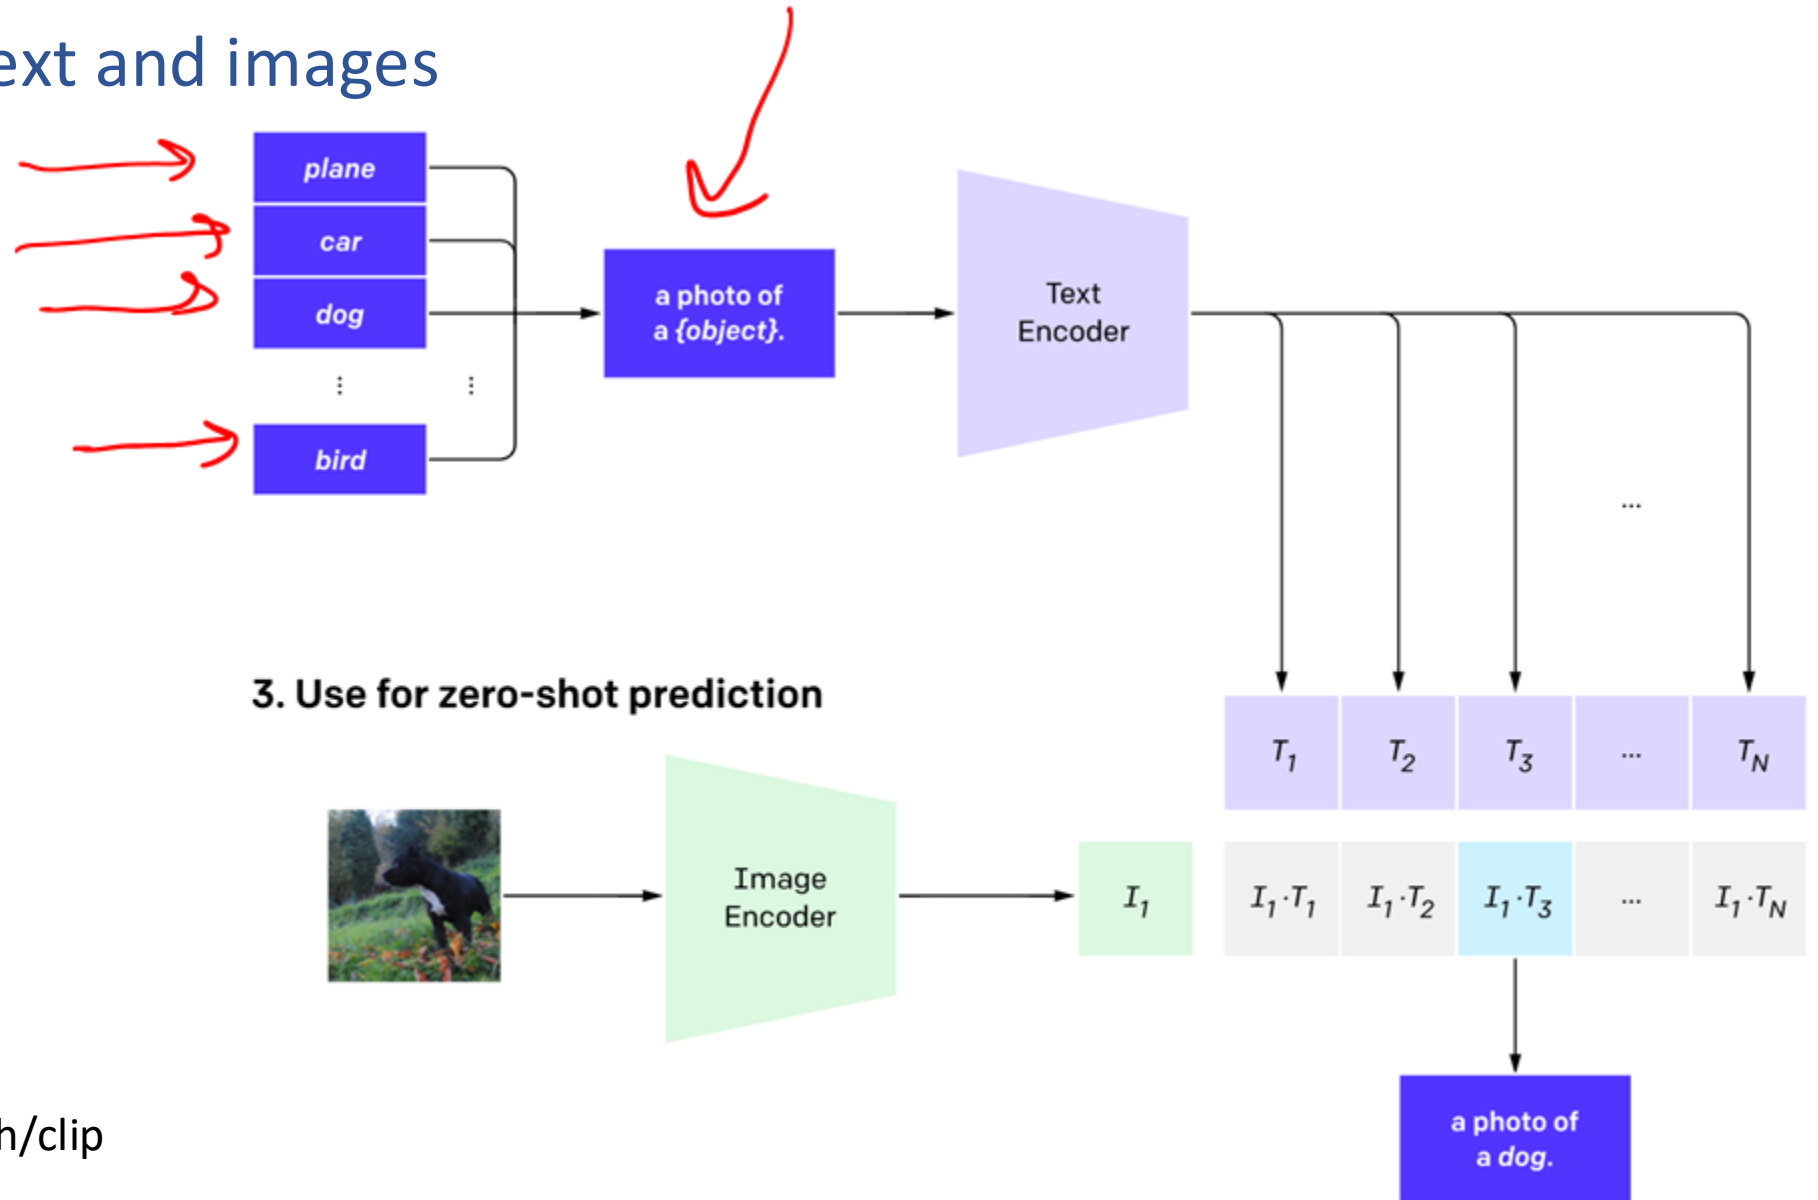 ext and images
plane
car
dog
⋮ ⋮
bird
a photo of
a {object}.
Text
Encoder
...
3. Use for zero-shot prediction
T1 T2 T3 ... TN
Image
Encoder
I1
I1·T1 I1·T2 I1·T3 ... I1·TN
a photo of
a dog.
h/clip